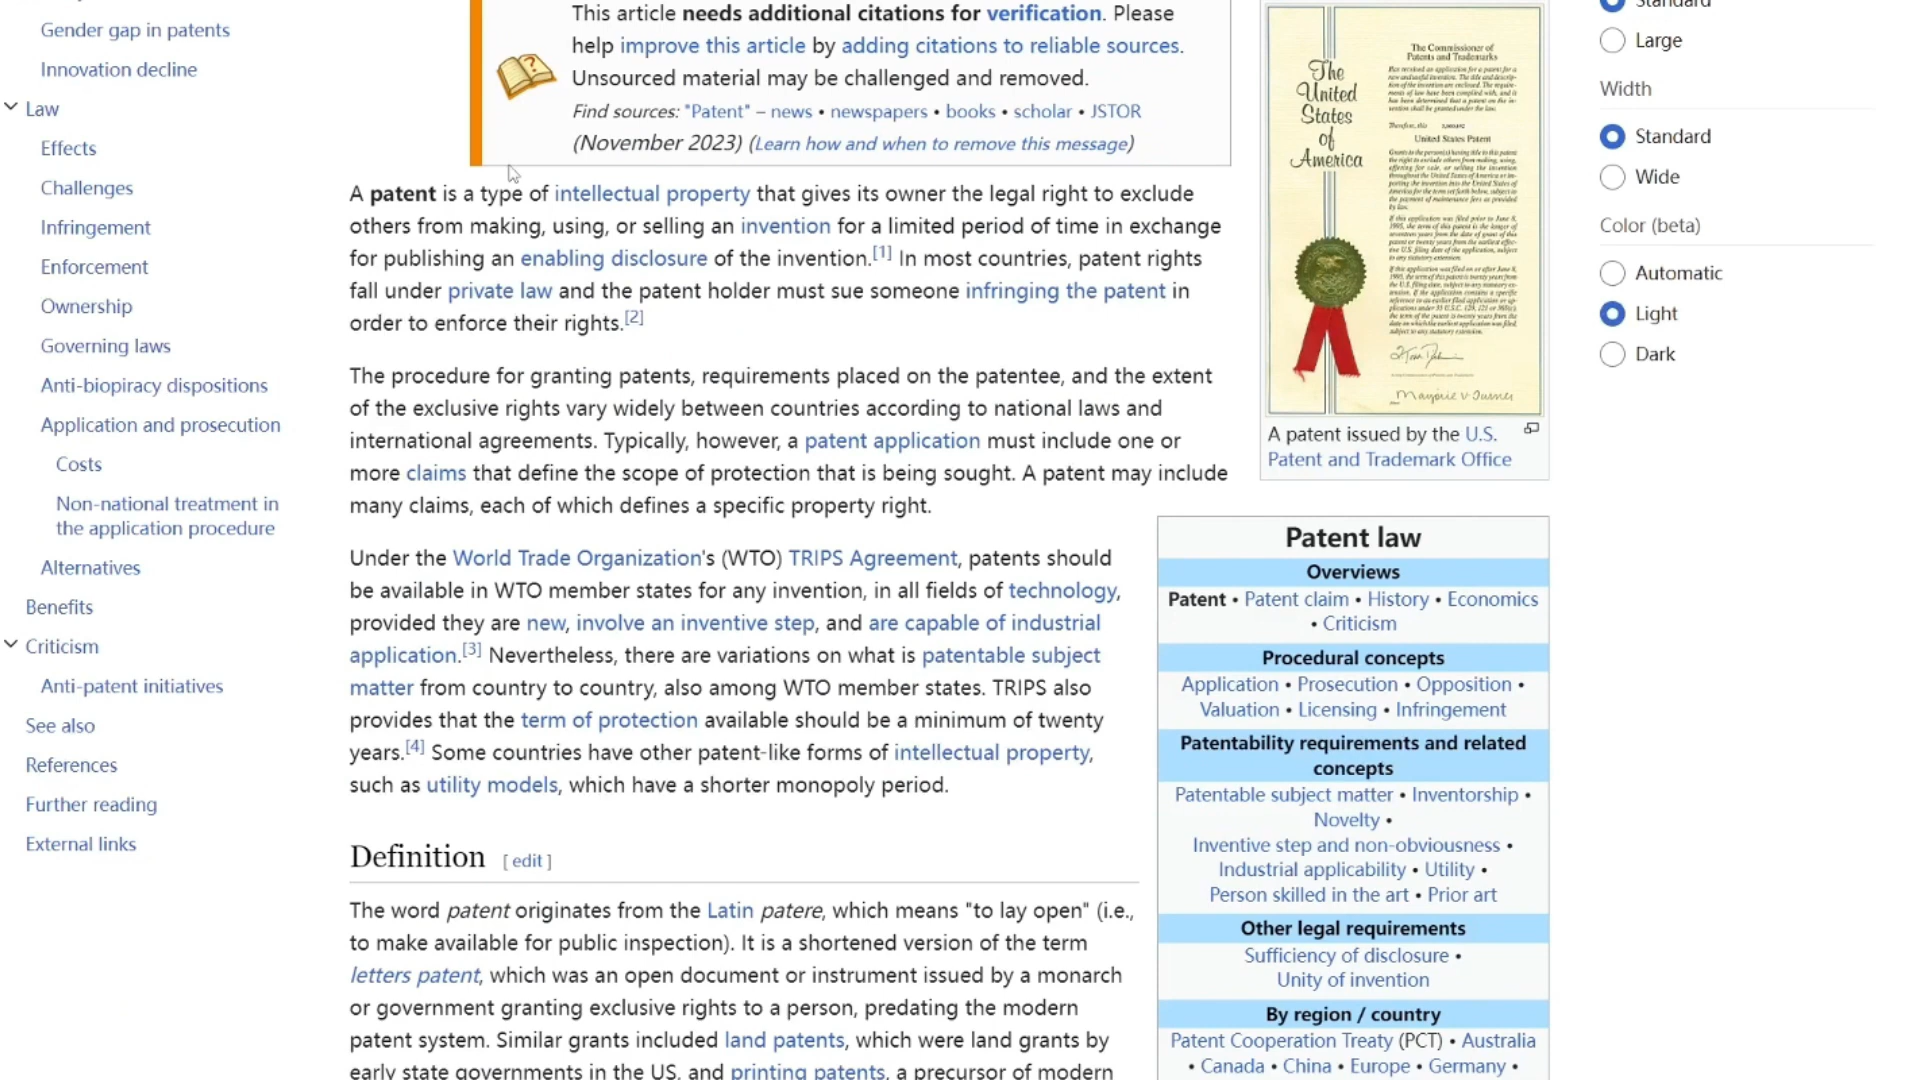 Gender gap in patents
Innovation decline
Law
Effects
Challenges
Infringement
Enforcement
Ownership
Governing laws
Anti-biopiracy dispositions
Application and prosecution
Costs
Non-national treatment in
the application procedure
Alternatives
Benefits
Criticism
Anti-patent initiatives
See also
References
Further reading
External links
This article needs additional citations for verification. Please
help improve this article by adding citations to reliable sources.
Unsourced material may be challenged and removed.
Find sources: "Patent" – news • newspapers • books • scholar • JSTOR
(November 2023) (Learn how and when to remove this message)
A patent is a type of intellectual property that gives its owner the legal right to exclude
others from making, using, or selling an invention for a limited period of time in exchange
for publishing an enabling disclosure of the invention.[1] In most countries, patent rights
fall under private law and the patent holder must sue someone infringing the patent in
order to enforce their rights.[2]
The procedure for granting patents, requirements placed on the patentee, and the extent
of the exclusive rights vary widely between countries according to national laws and
international agreements. Typically, however, a patent application must include one or
more claims that define the scope of protection that is being sought. A patent may include
many claims, each of which defines a specific property right.
Under the World Trade Organization's (WTO) TRIPS Agreement, patents should
be available in WTO member states for any invention, in all fields of technology,
provided they are new, involve an inventive step, and are capable of industrial
application.[3] Nevertheless, there are variations on what is patentable subject
matter from country to country, also among WTO member states. TRIPS also
provides that the term of protection available should be a minimum of twenty
years.[4] Some countries have other patent-like forms of intellectual property,
such as utility models, which have a shorter monopoly period.
Definition [ edit ]
The word patent originates from the Latin patere, which means "to lay open" (i.e.,
to make available for public inspection). It is a shortened version of the term
letters patent, which was an open document or instrument issued by a monarch
or government granting exclusive rights to a person, predating the modern
patent system. Similar grants included land patents, which were land grants by
early state governments in the US, and printing patents, a precursor of modern
The
United
States
of
America
The Commissioner of
Patents and Trademarks
United States Patent
A patent issued by the U.S.
Patent and Trademark Office
Patent law
Overviews
Patent • Patent claim • History • Economics
• Criticism
Procedural concepts
Application • Prosecution • Opposition •
Valuation • Licensing • Infringement
Patentability requirements and related
concepts
Patentable subject matter • Inventorship •
Novelty •
Inventive step and non-obviousness •
Industrial applicability • Utility •
Person skilled in the art • Prior art
Other legal requirements
Sufficiency of disclosure •
Unity of invention
By region / country
Patent Cooperation Treaty (PCT) • Australia
• Canada • China • Europe • Germany •
Standard
Large
Width
Standard
Wide
Color (beta)
Automatic
Light
Dark